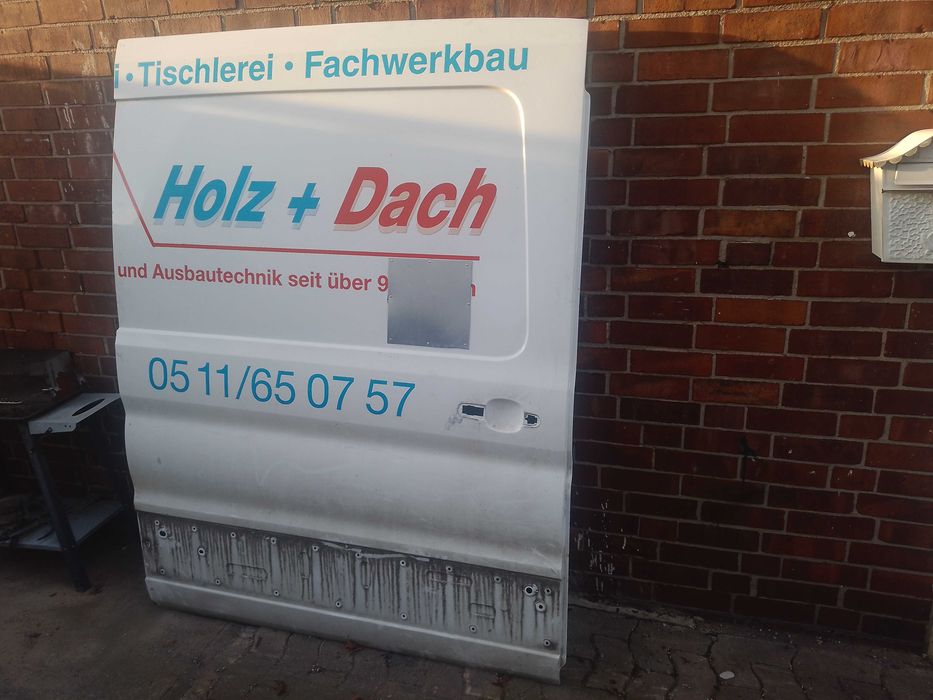 i • Tischlerei • Fachwerkbau
Holz + Dach
und Ausbautechnik seit über 9
05 11/65 07 57